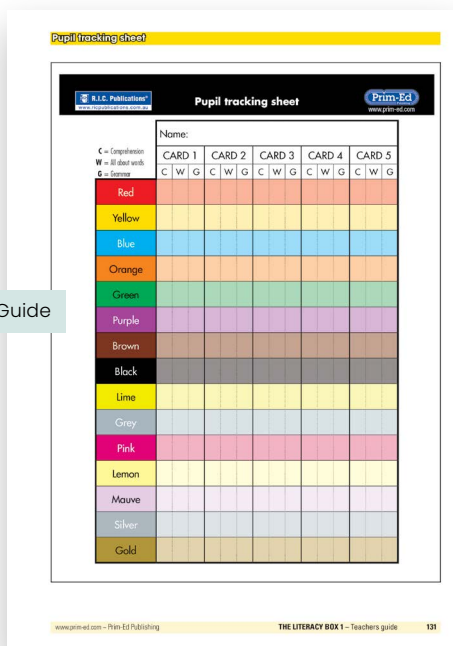 Pupil tracking sheet
R.I.C. Publications®
www.ricpublications.com.au
Pupil tracking sheet
Prim-Ed
Publishing
www.prim-ed.com
Name:
C = Comprehension
W = All about words
G = Grammar
CARD 1 CARD 2 CARD 3 CARD 4 CARD 5
C W G C W G C W G C W G C W G
Red
Yellow
Blue
Orange
Green
Guide
Purple
Brown
Black
Lime
Grey
Pink
Lemon
Mauve
Silver
Gold
www.prim-ed.com – Prim-Ed Publishing THE LITERACY BOX 1 – Teachers guide 131